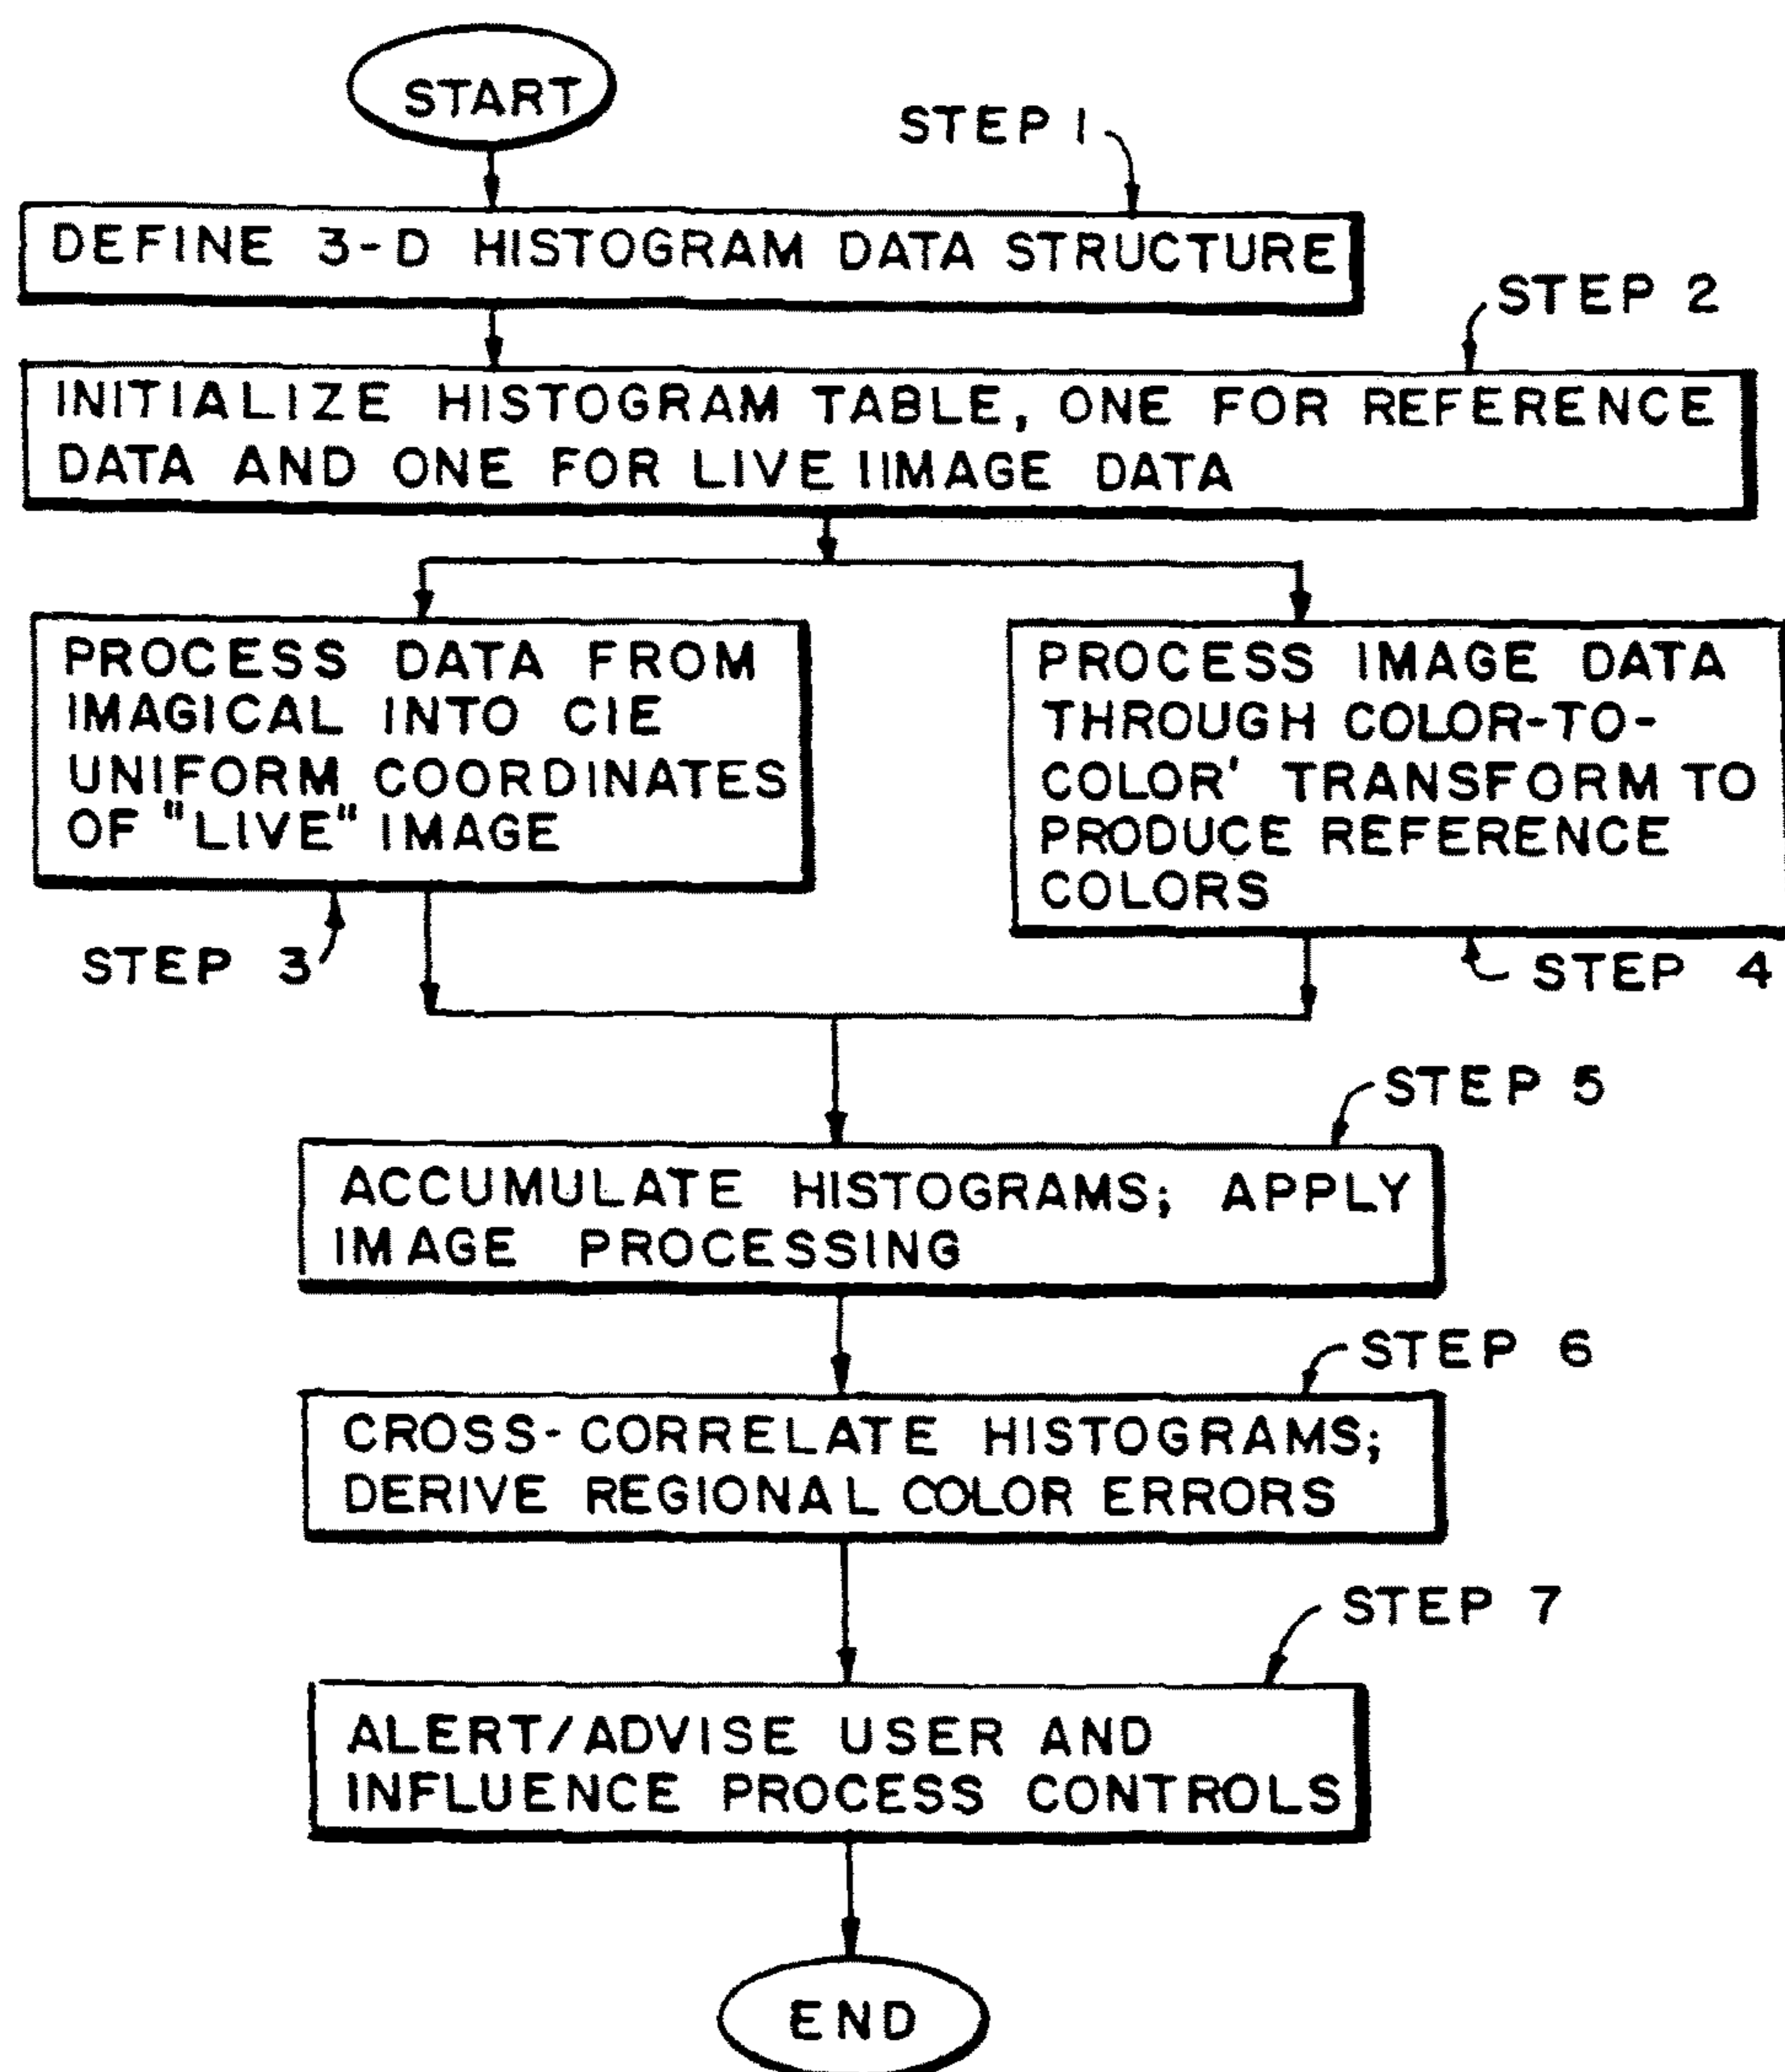 START
STEP 1
DEFINE 3-D HISTOGRAM DATA STRUCTURE
STEP 2
INITIALIZE HISTOGRAM TABLE, ONE FOR REFERENCE
DATA AND ONE FOR LIVE IIMAGE DATA
PROCESS DATA FROM
IMAGICAL INTO CIE
UNIFORM COORDINATES
OF "LIVE" IMAGE
STEP 3
PROCESS IMAGE DATA
THROUGH COLOR-TO-
COLOR' TRANSFORM TO
PRODUCE REFERENCE
COLORS
STEP 4
STEP 5
ACCUMULATE HISTOGRAMS; APPLY
IMAGE PROCESSING
STEP 6
CROSS-CORRELATE HISTOGRAMS;
DERIVE REGIONAL COLOR ERRORS
STEP 7
ALERT/ADVISE USER AND
INFLUENCE PROCESS CONTROLS
END